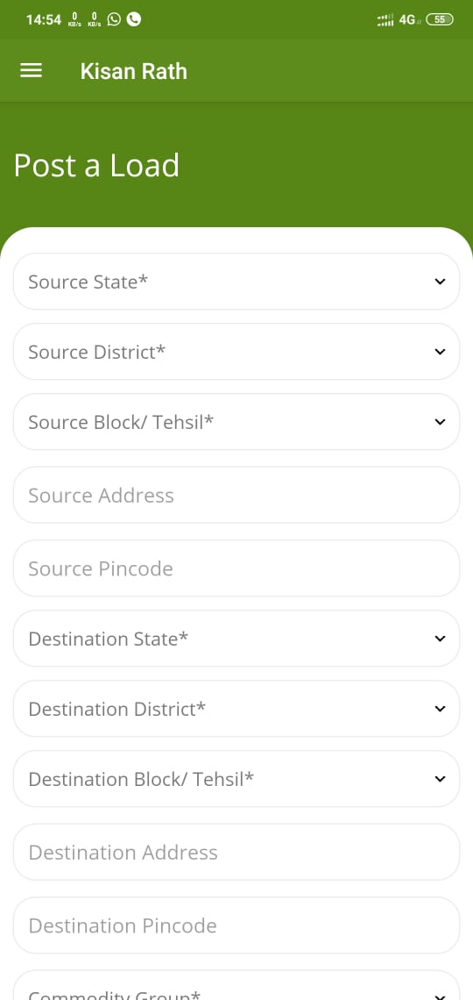 14:54 0 KB/s 0 KB/s 4G 55
Kisan Rath
Post a Load
Source State*
Source District*
Source Block/ Tehsil*
Source Address
Source Pincode
Destination State*
Destination District*
Destination Block/ Tehsil*
Destination Address
Destination Pincode
Commodity Group*